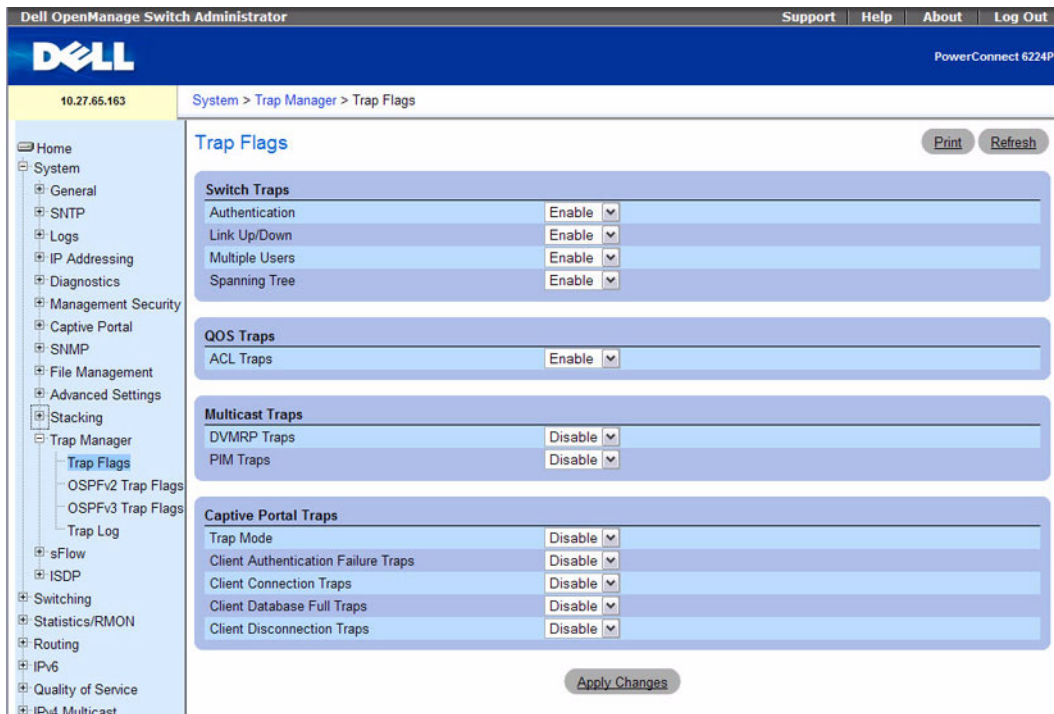 Dell OpenManage Switch Administrator
Support
Help
About
Log Out
DELL
PowerConnect 6224P
10.27.65.163
System > Trap Manager > Trap Flags
Home
System
General
SNTP
Logs
IP Addressing
Diagnostics
Management Security
Captive Portal
SNMP
File Management
Advanced Settings
Stacking
Trap Manager
Trap Flags
OSPFv2 Trap Flags
OSPFv3 Trap Flags
Trap Log
sFlow
ISDP
Switching
Statistics/RMON
Routing
IPv6
Quality of Service
IPv4 Multicast
Trap Flags
Print
Refresh
Switch Traps
Authentication Enable
Link Up/Down Enable
Multiple Users Enable
Spanning Tree Enable
QOS Traps
ACL Traps Enable
Multicast Traps
DVMRP Traps Disable
PIM Traps Disable
Captive Portal Traps
Trap Mode Disable
Client Authentication Failure Traps Disable
Client Connection Traps Disable
Client Database Full Traps Disable
Client Disconnection Traps Disable
Apply Changes